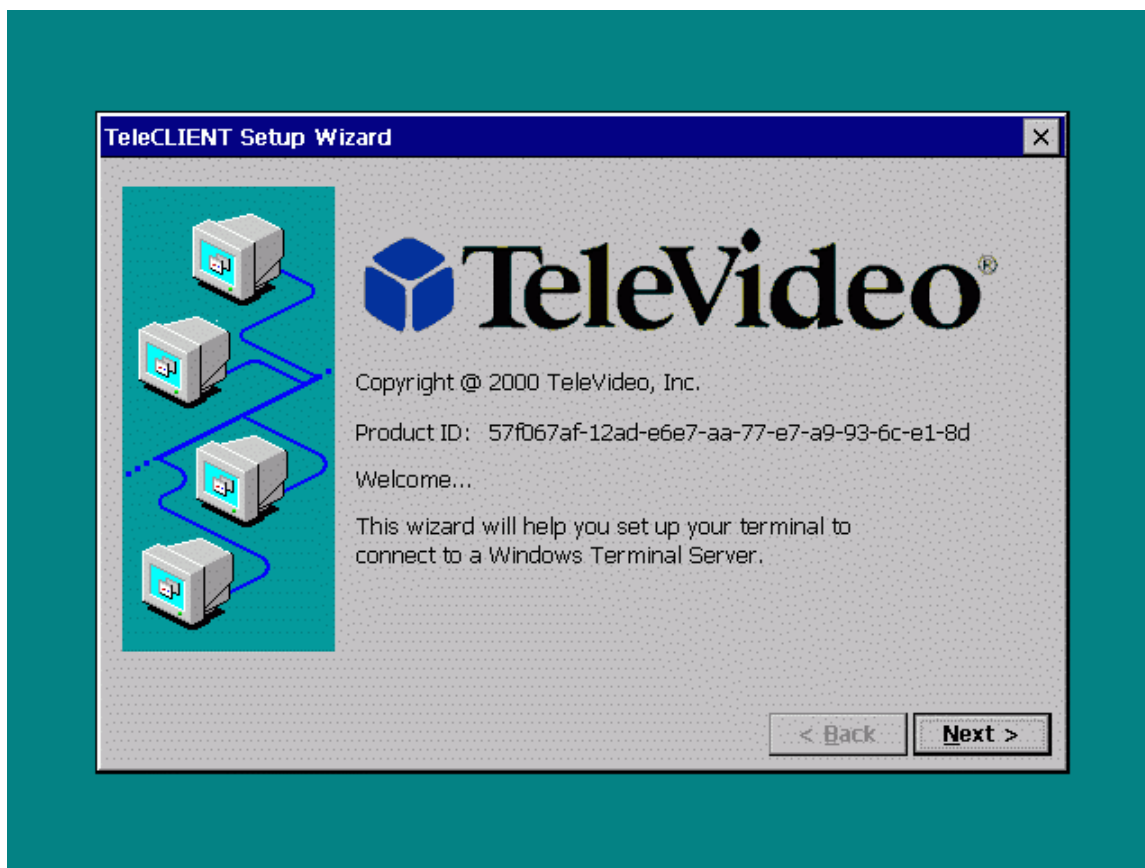 TeleCLIENT Setup Wizard
TeleVideo®
Copyright @ 2000 TeleVideo, Inc.
Product ID: 57f067af-12ad-e6e7-aa-77-e7-a9-93-6c-e1-8d
Welcome...
This wizard will help you set up your terminal to
connect to a Windows Terminal Server.
< Back Next >